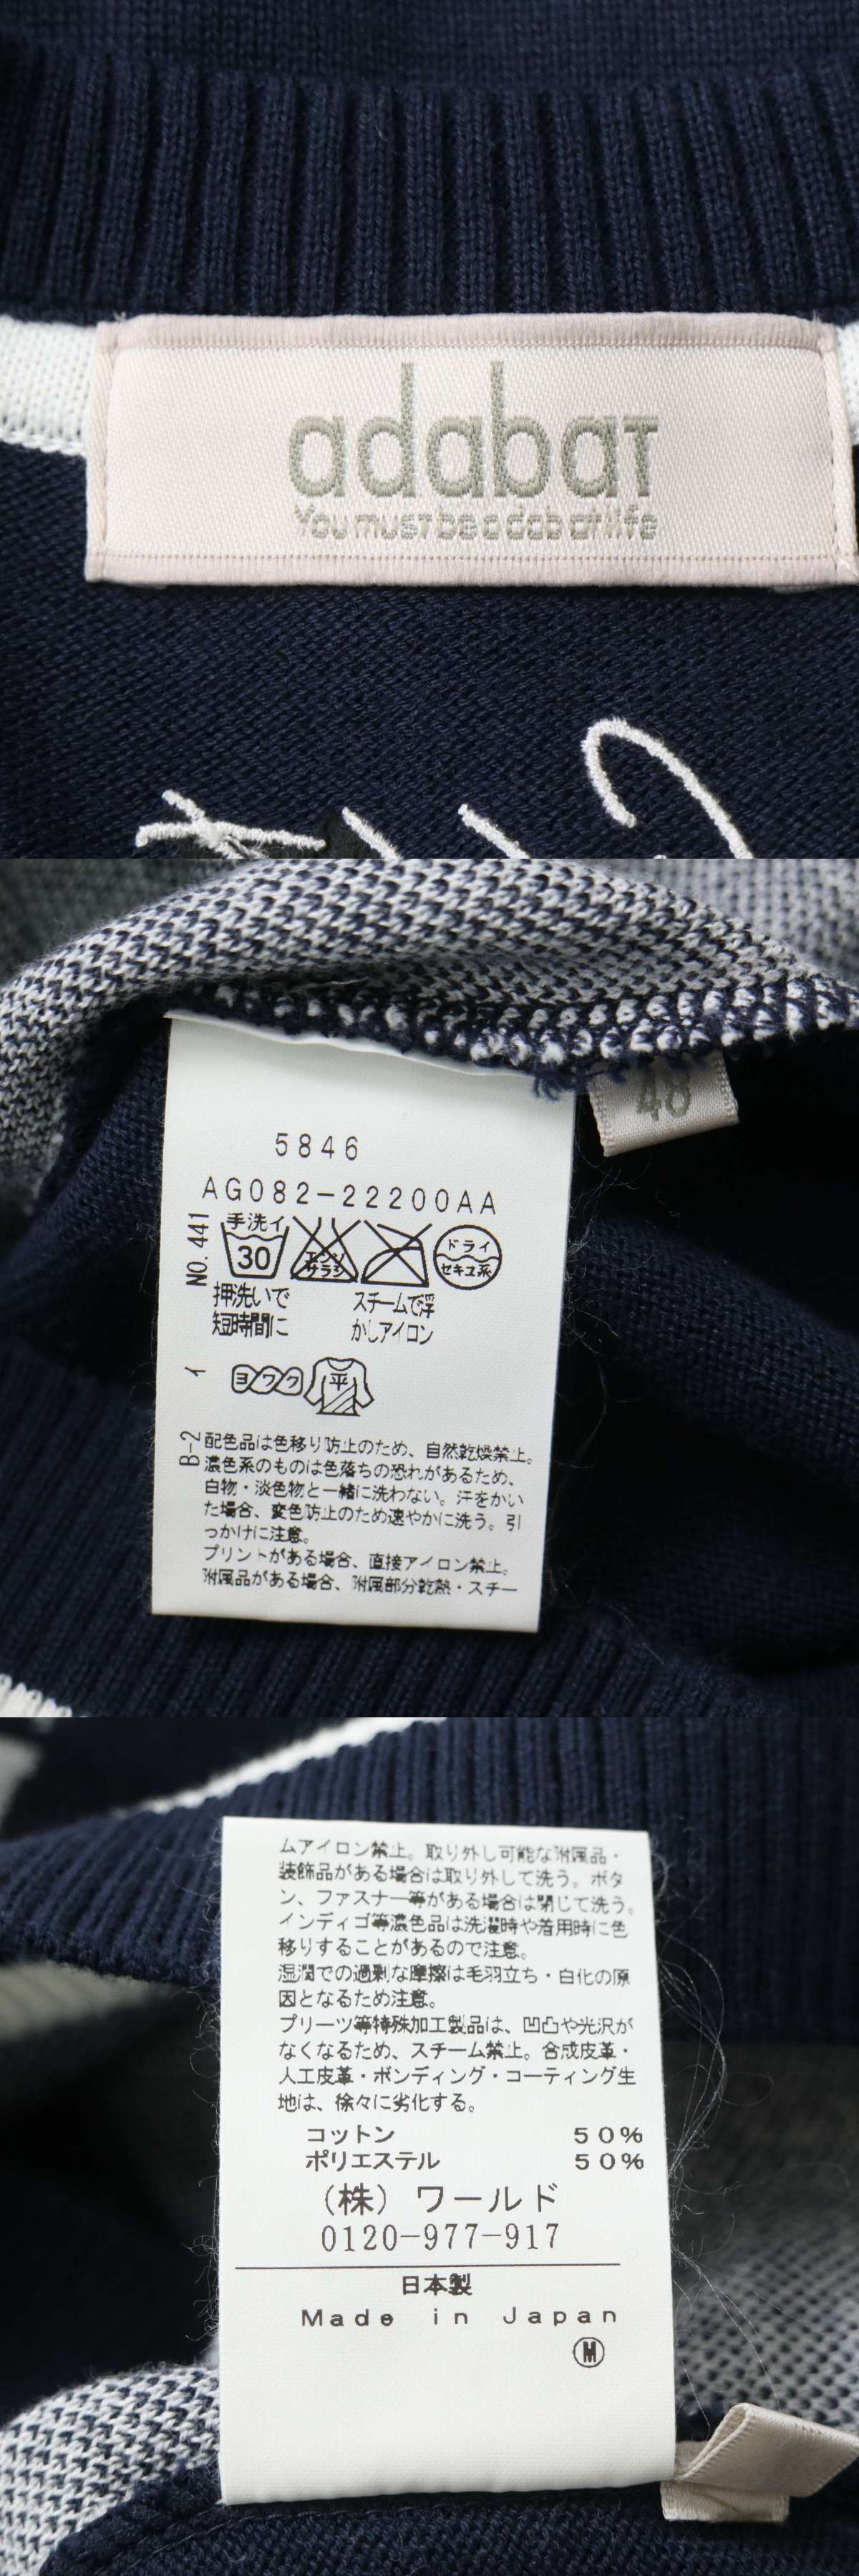 adabat
You must be adabat life
48
5846
AG082-22200AA
NO.441
手洗イ
30
エンソ
サラシ
ドライ
セキユ系
押洗いで
短時間に
スチームで浮
かしアイロン
イ
ヨワク
平
B-2
配色品は色移り防止のため、自然乾燥禁止。
濃色系のものは色落ちの恐れがあるため、
白物・淡色物と一緒に洗わない。汗をかい
た場合、変色防止のため速やかに洗う。引
っかけに注意。
プリントがある場合、直接アイロン禁止。
附属品がある場合、附属部分乾熱・スチー
ムアイロン禁止。取り外し可能な附属品・
装飾品がある場合は取り外して洗う。ボタ
ン、ファスナー等がある場合は閉じて洗う。
インディゴ等濃色品は洗濯時や着用時に色
移りすることがあるので注意。
湿潤での過剰な摩擦は毛羽立ち・白化の原
因となるため注意。
プリーツ等特殊加工製品は、凹凸や光沢が
なくなるため、スチーム禁止。合成皮革・
人工皮革・ボンディング・コーティング生
地は、徐々に劣化する。
コットン 50%
ポリエステル 50%
(株) ワールド
0120-977-917
日本製
Made in Japan
M